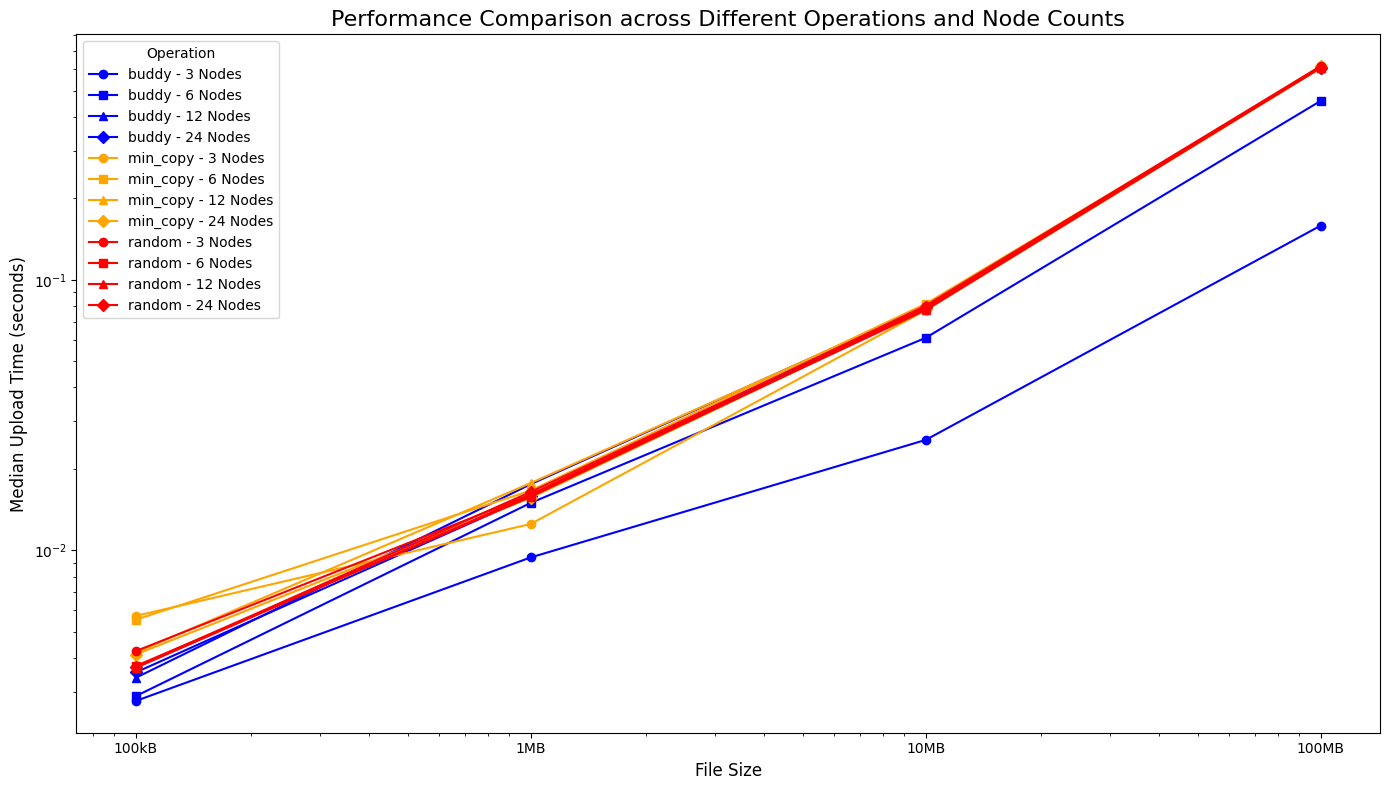 Performance Comparison across Different Operations and Node Counts
Operation
buddy - 3 Nodes
buddy - 6 Nodes
buddy - 12 Nodes
buddy - 24 Nodes
min_copy - 3 Nodes
min_copy - 6 Nodes
min_copy - 12 Nodes
min_copy - 24 Nodes
random - 3 Nodes
random - 6 Nodes
random - 12 Nodes
random - 24 Nodes
Median Upload Time (seconds)
10⁻¹
10⁻²
100kB
1MB
10MB
100MB
File Size